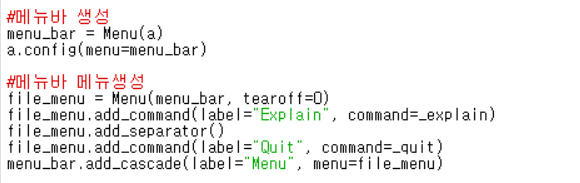 #메뉴바 생성
menu_bar = Menu(a)
a.config(menu=menu_bar)
#메뉴바 메뉴생성
file_menu = Menu(menu_bar, tearoff=0)
file_menu.add_command(label="Explain", command=_explain)
file_menu.add_separator()
file_menu.add_command(label="Quit", command=_quit)
menu_bar.add_cascade(label="Menu", menu=file_menu)